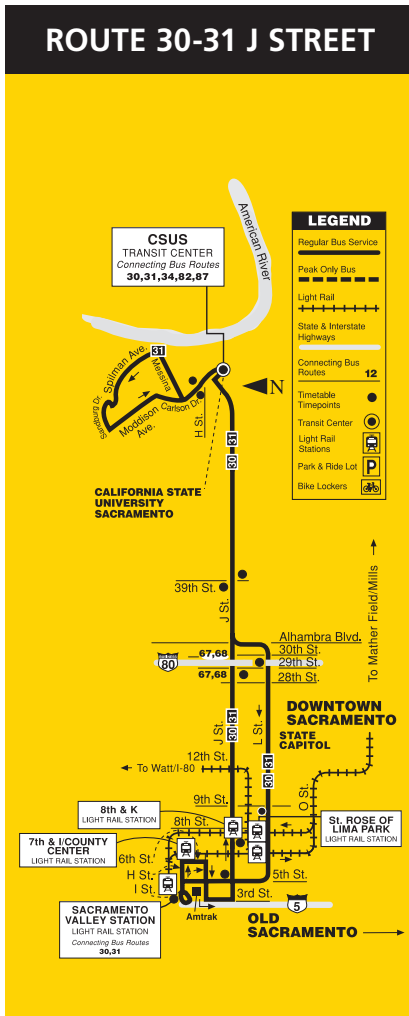 ROUTE 30-31 J STREET
American River
CSUS
TRANSIT CENTER
Connecting Bus Routes
30,31,34,82,87
LEGEND
Regular Bus Service
Peak Only Bus
Light Rail
State & Interstate
Highways
Connecting Bus
Routes 12
Timetable
Timepoints
Transit Center
Light Rail
Stations
Park & Ride Lot
P
Bike Lockers
31
Spilman Ave.
Messina
Sandburg Dr.
Moddison
Ave.
Carlson Dr.
H St.
N
30 31
CALIFORNIA STATE
UNIVERSITY
SACRAMENTO
39th St.
J St.
To Mather Field/Mills
Alhambra Blvd.
67,68
30th St.
80
29th St.
67,68
28th St.
J St.
30 31
L St.
DOWNTOWN
SACRAMENTO
STATE
CAPITOL
12th St.
To Watt/I-80
30 31
O St.
9th St.
8th & K
LIGHT RAIL STATION
8th St.
St. ROSE OF
LIMA PARK
LIGHT RAIL STATION
7th & I/COUNTY
CENTER
LIGHT RAIL STATION
6th St.
H St.
I St.
5th St.
3rd St.
SACRAMENTO
VALLEY STATION
LIGHT RAIL STATION
Connecting Bus Routes
30,31
Amtrak
5
OLD
SACRAMENTO